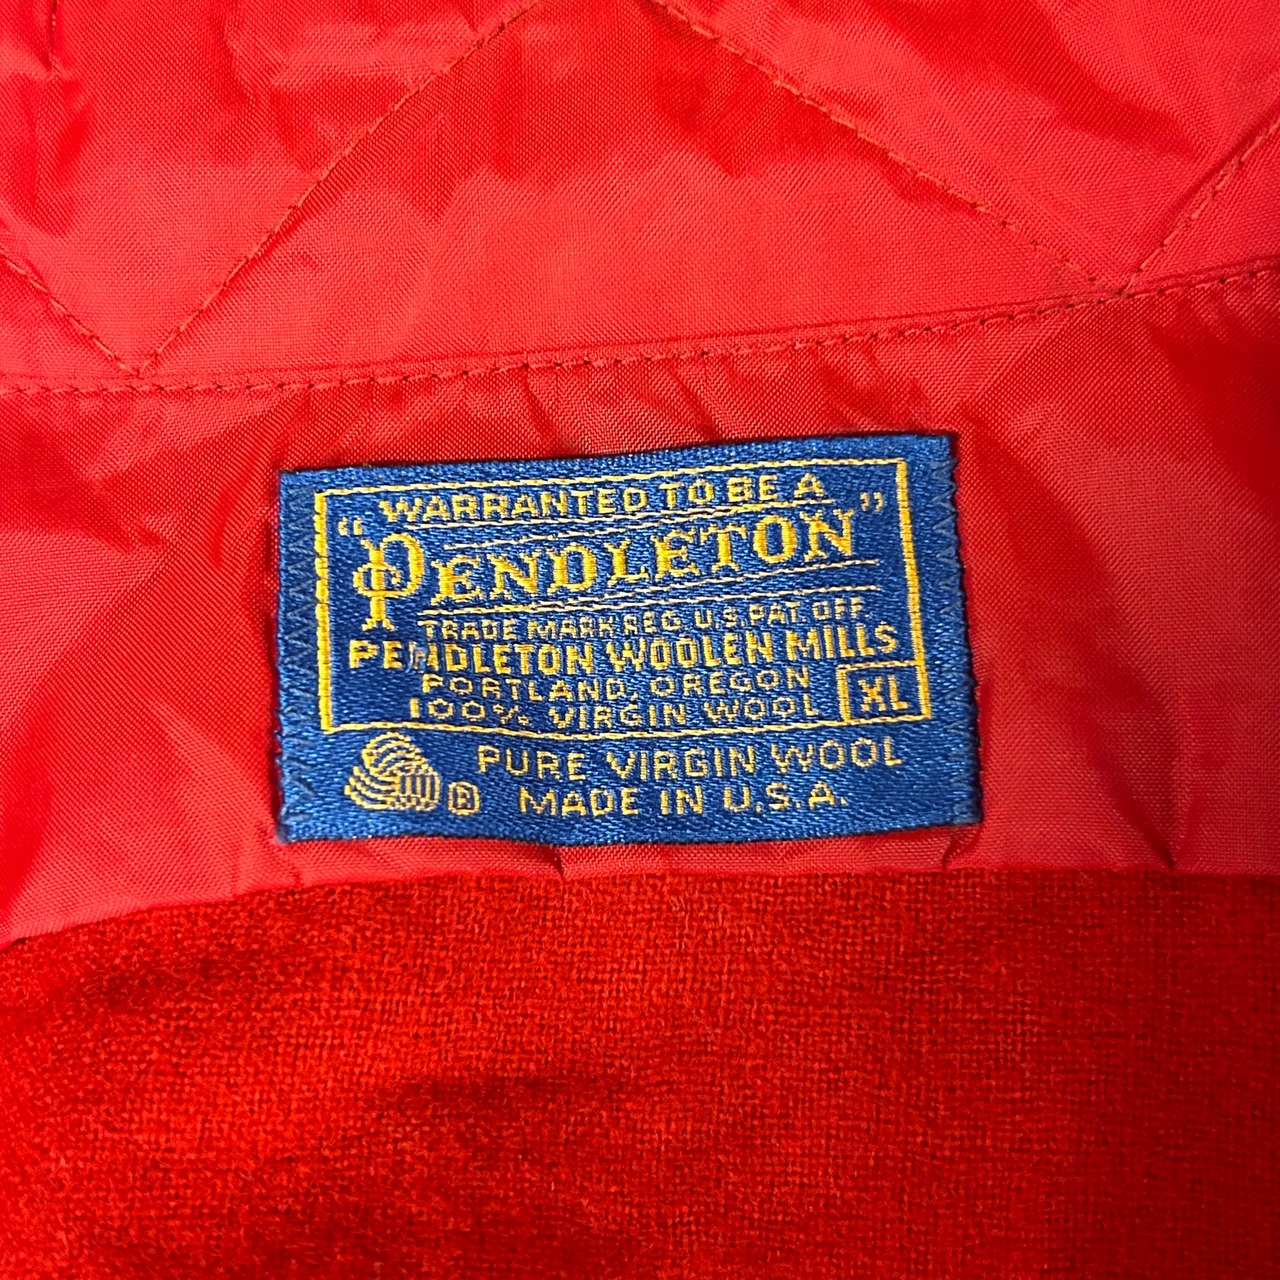 WARRANTED TO BE A
"PENDLETON"
TRADE MARK REG. U.S. PAT. OFF.
PENDLETON WOOLEN MILLS
PORTLAND, OREGON
100% VIRGIN WOOL XL
® PURE VIRGIN WOOL
MADE IN U.S.A.